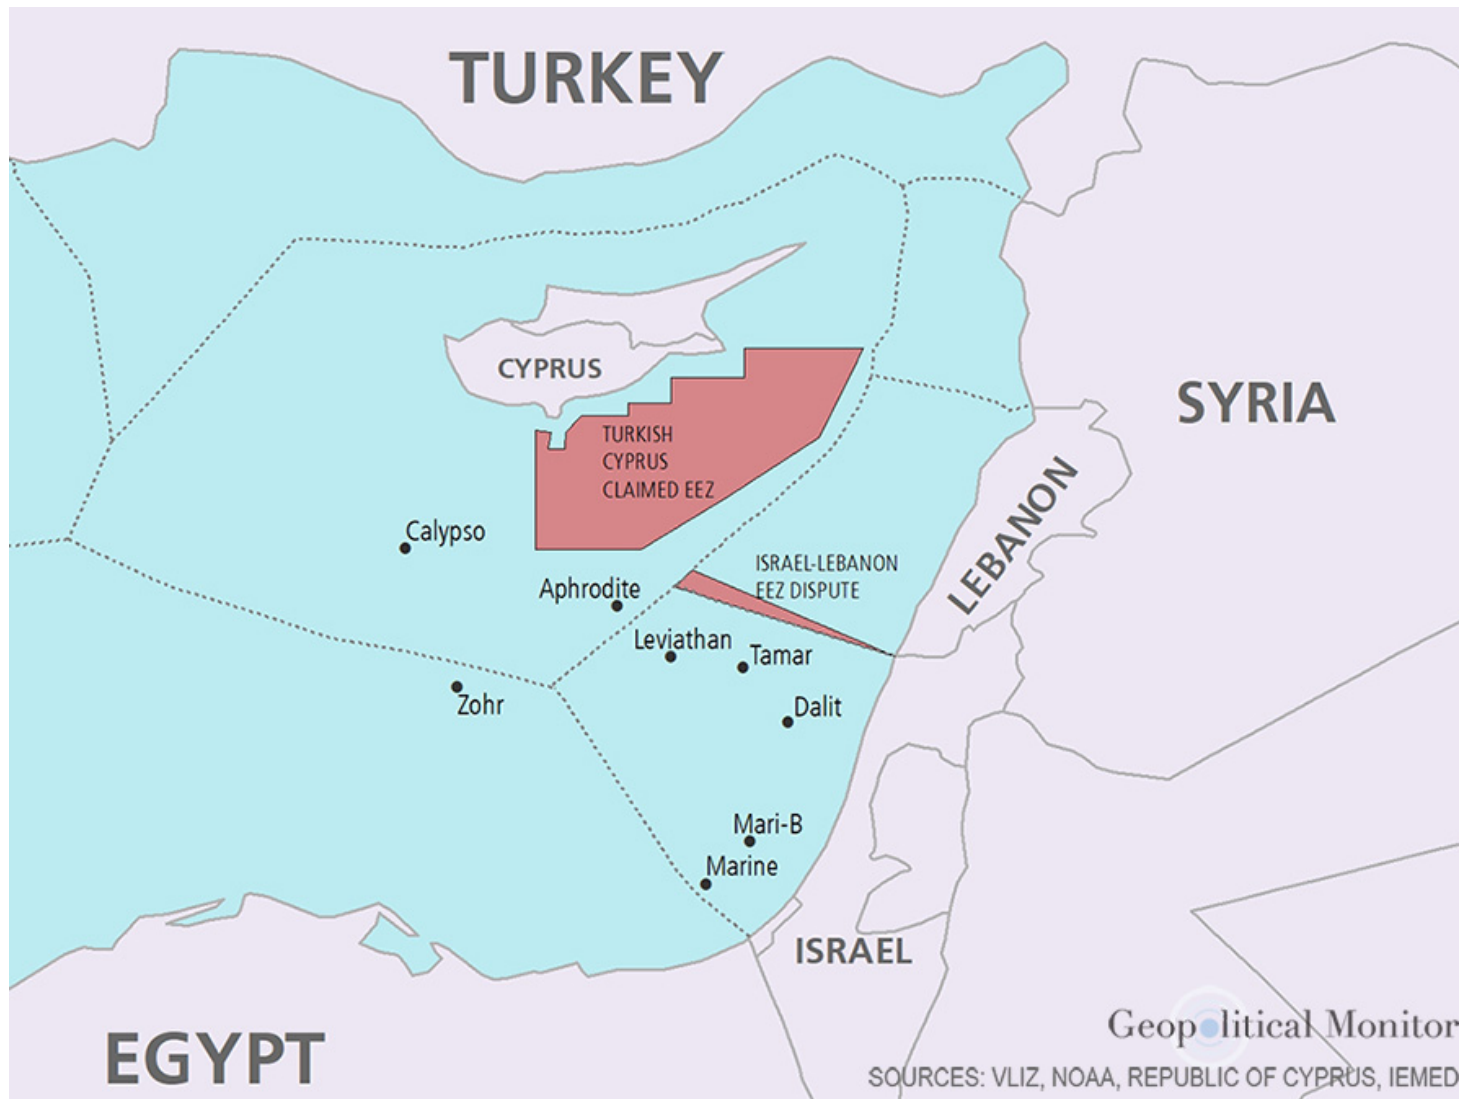 TURKEY
CYPRUS
SYRIA
TURKISH
CYPRUS
CLAIMED EEZ
LEBANON
Calypso
ISRAEL-LEBANON
EEZ DISPUTE
Aphrodite
Leviathan
Tamar
Zohr
Dalit
Mari-B
Marine
ISRAEL
EGYPT
Geopolitical Monitor
SOURCES: VLIZ, NOAA, REPUBLIC OF CYPRUS, IEMED